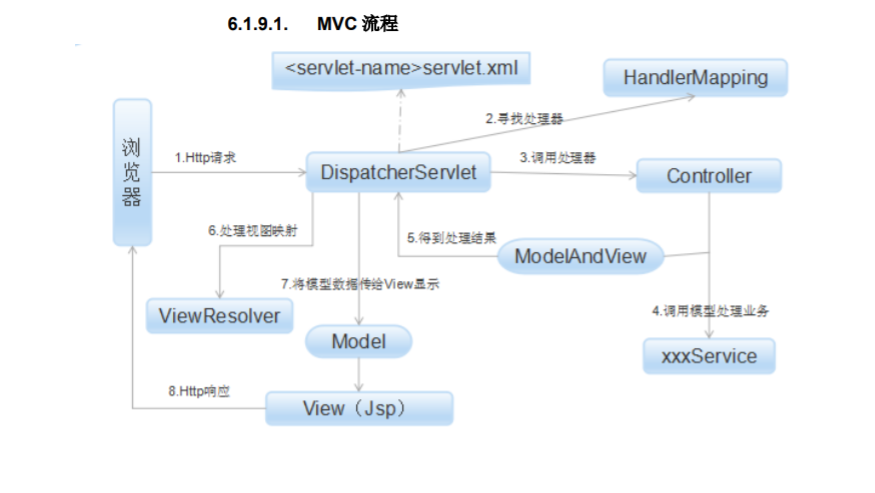 6.1.9.1. MVC 流程
<servlet-name>servlet.xml
HandlerMapping
2.寻找处理器
浏览器
1.Http请求
DispatcherServlet
3.调用处理器
Controller
6.处理视图映射
5.得到处理结果
ModelAndView
7.将模型数据传给View显示
ViewResolver
4.调用模型处理业务
Model
xxxService
8.Http响应
View（Jsp）